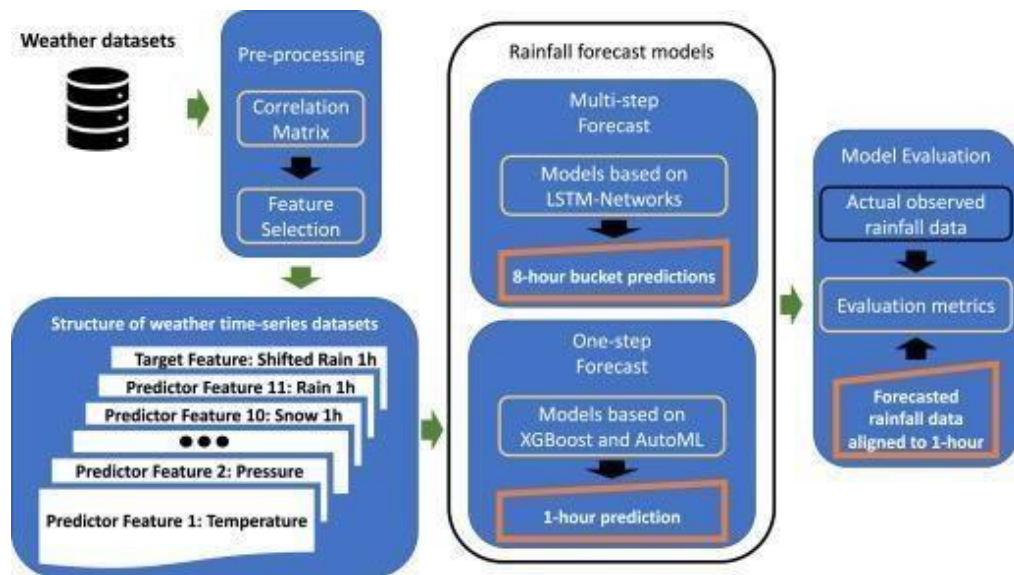 Weather datasets
Pre-processing
Correlation
Matrix
Feature
Selection
Structure of weather time-series datasets
Target Feature: Shifted Rain 1h
Predictor Feature 11: Rain 1h
Predictor Feature 10: Snow 1h
Predictor Feature 2: Pressure
Predictor Feature 1: Temperature
Rainfall forecast models
Multi-step
Forecast
Models based on
LSTM-Networks
8-hour bucket predictions
One-step
Forecast
Models based on
XGBoost and AutoML
1-hour prediction
Model Evaluation
Actual observed
rainfall data
Evaluation metrics
Forecasted
rainfall data
aligned to 1-hour